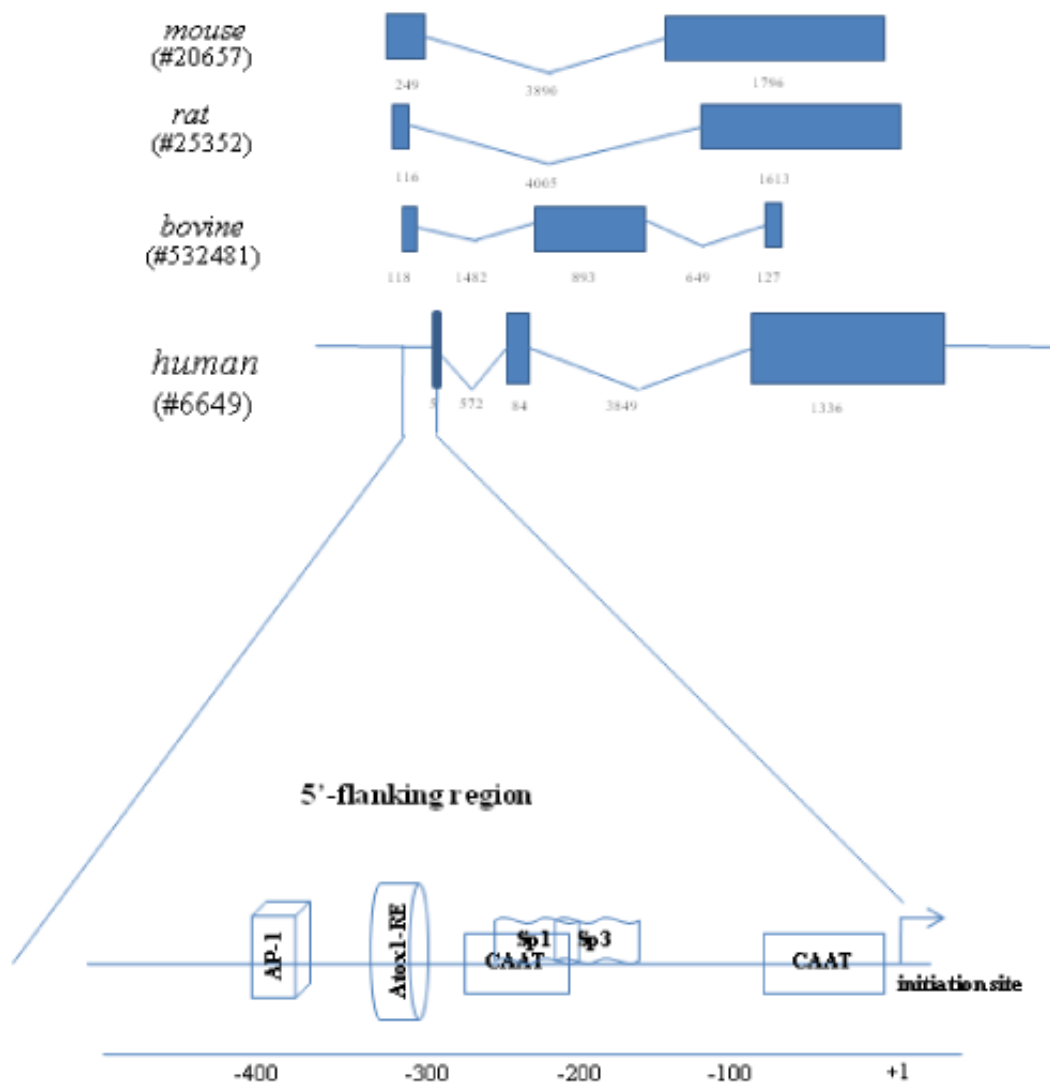 mouse
(#20657)
249 3896 1796
rat
(#25352)
116 4005 1613
bovine
(#532481)
118 1482 893 649 127
human
(#6649)
5 572 84 3849 1336
5'-flanking region
AP-1
Atox1-RE
Sp1 Sp3
CAAT CAAT
initiation site
-400 -300 -200 -100 +1